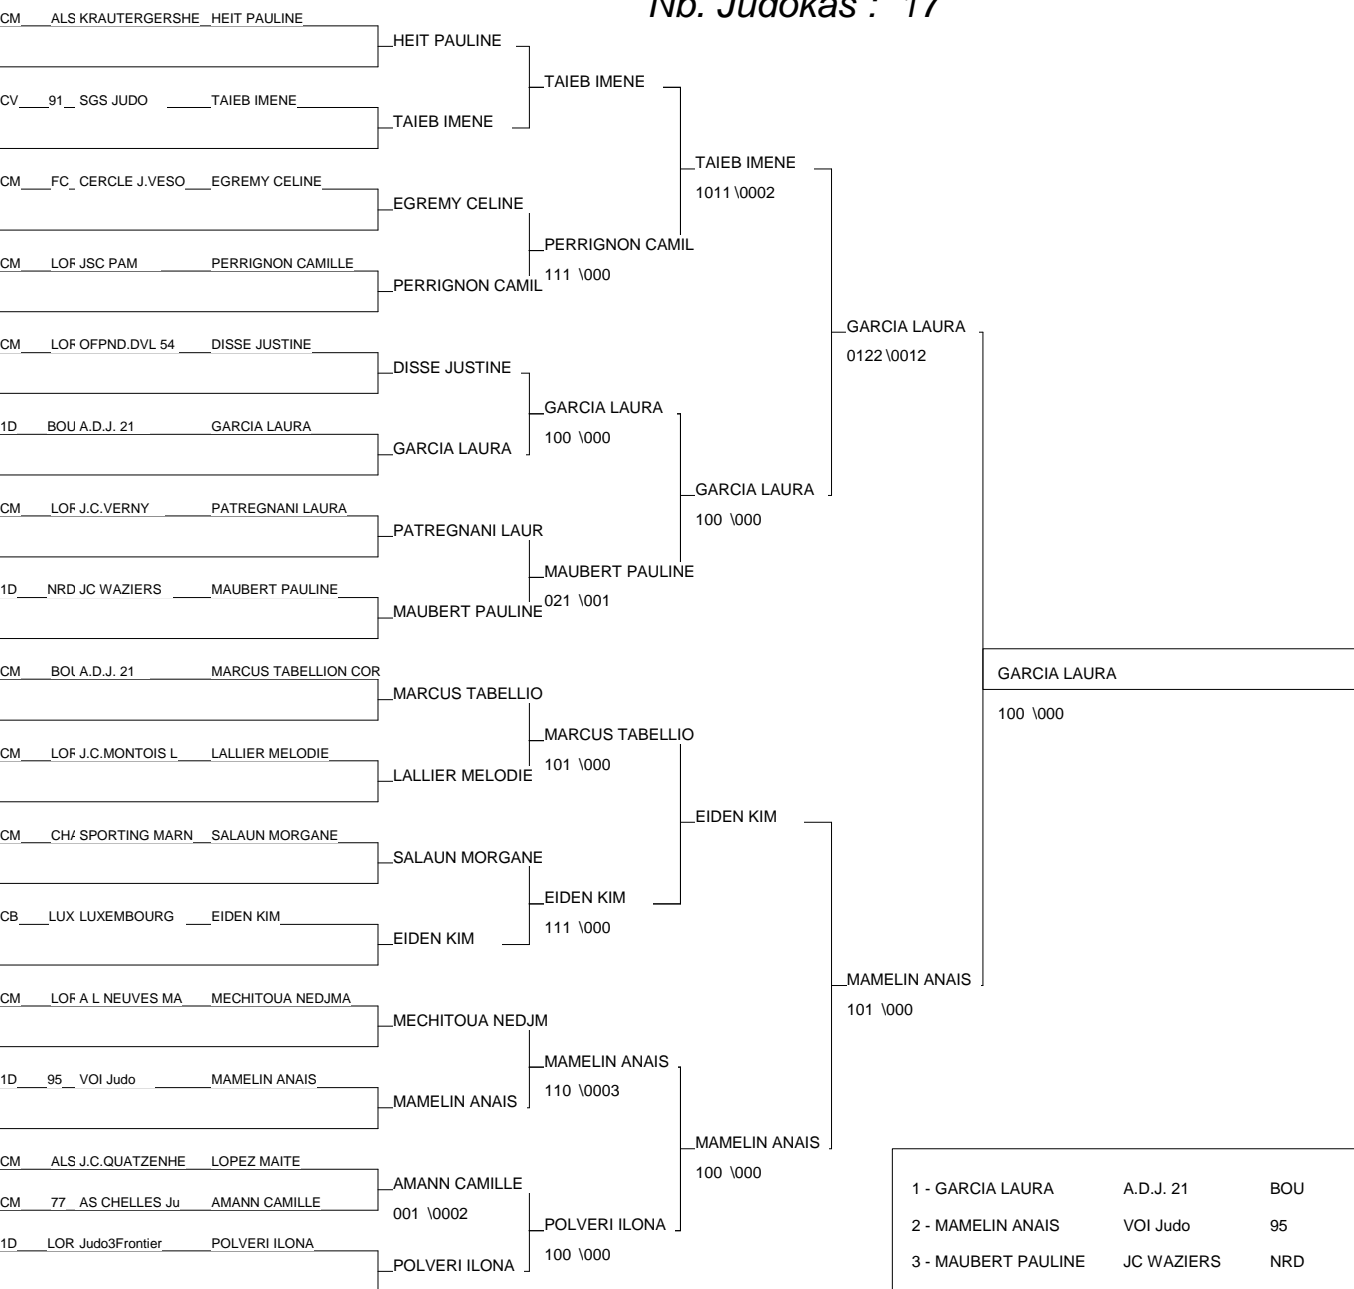 Nb. Judokas : 17
CM ALS KRAUTERGERSHE HEIT PAULINE
HEIT PAULINE
TAIEB IMENE
CV 91 SGS JUDO TAIEB IMENE
TAIEB IMENE
TAIEB IMENE
1011 \0002
CM FC CERCLE J.VESO EGREMY CELINE
EGREMY CELINE
PERRIGNON CAMIL
111 \000
CM LOR JSC PAM PERRIGNON CAMILLE
PERRIGNON CAMIL
GARCIA LAURA
0122 \0012
CM LOR OFPND.DVL 54 DISSE JUSTINE
DISSE JUSTINE
GARCIA LAURA
100 \000
1D BOU A.D.J. 21 GARCIA LAURA
GARCIA LAURA
GARCIA LAURA
100 \000
CM LOR J.C.VERNY PATREGNANI LAURA
PATREGNANI LAUR
MAUBERT PAULINE
021 \001
1D NRD JC WAZIERS MAUBERT PAULINE
MAUBERT PAULINE
GARCIA LAURA
100 \000
CM BOU A.D.J. 21 MARCUS TABELLION COR
MARCUS TABELLIO
MARCUS TABELLIO
101 \000
CM LOR J.C.MONTOIS L LALLIER MELODIE
LALLIER MELODIE
EIDEN KIM
CM CHA SPORTING MARN SALAUN MORGANE
SALAUN MORGANE
EIDEN KIM
111 \000
CB LUX LUXEMBOURG EIDEN KIM
EIDEN KIM
MAMELIN ANAIS
101 \000
CM LOR A L NEUVES MA MECHITOUA NEDJMA
MECHITOUA NEDJM
MAMELIN ANAIS
110 \0003
1D 95 VOI Judo MAMELIN ANAIS
MAMELIN ANAIS
MAMELIN ANAIS
100 \000
CM ALS J.C.QUATZENHE LOPEZ MAITE
AMANN CAMILLE
001 \0002
CM 77 AS CHELLES Ju AMANN CAMILLE
POLVERI ILONA
100 \000
1D LOR Judo3Frontier POLVERI ILONA
POLVERI ILONA
1 - GARCIA LAURA A.D.J. 21 BOU
2 - MAMELIN ANAIS VOI Judo 95
3 - MAUBERT PAULINE JC WAZIERS NRD